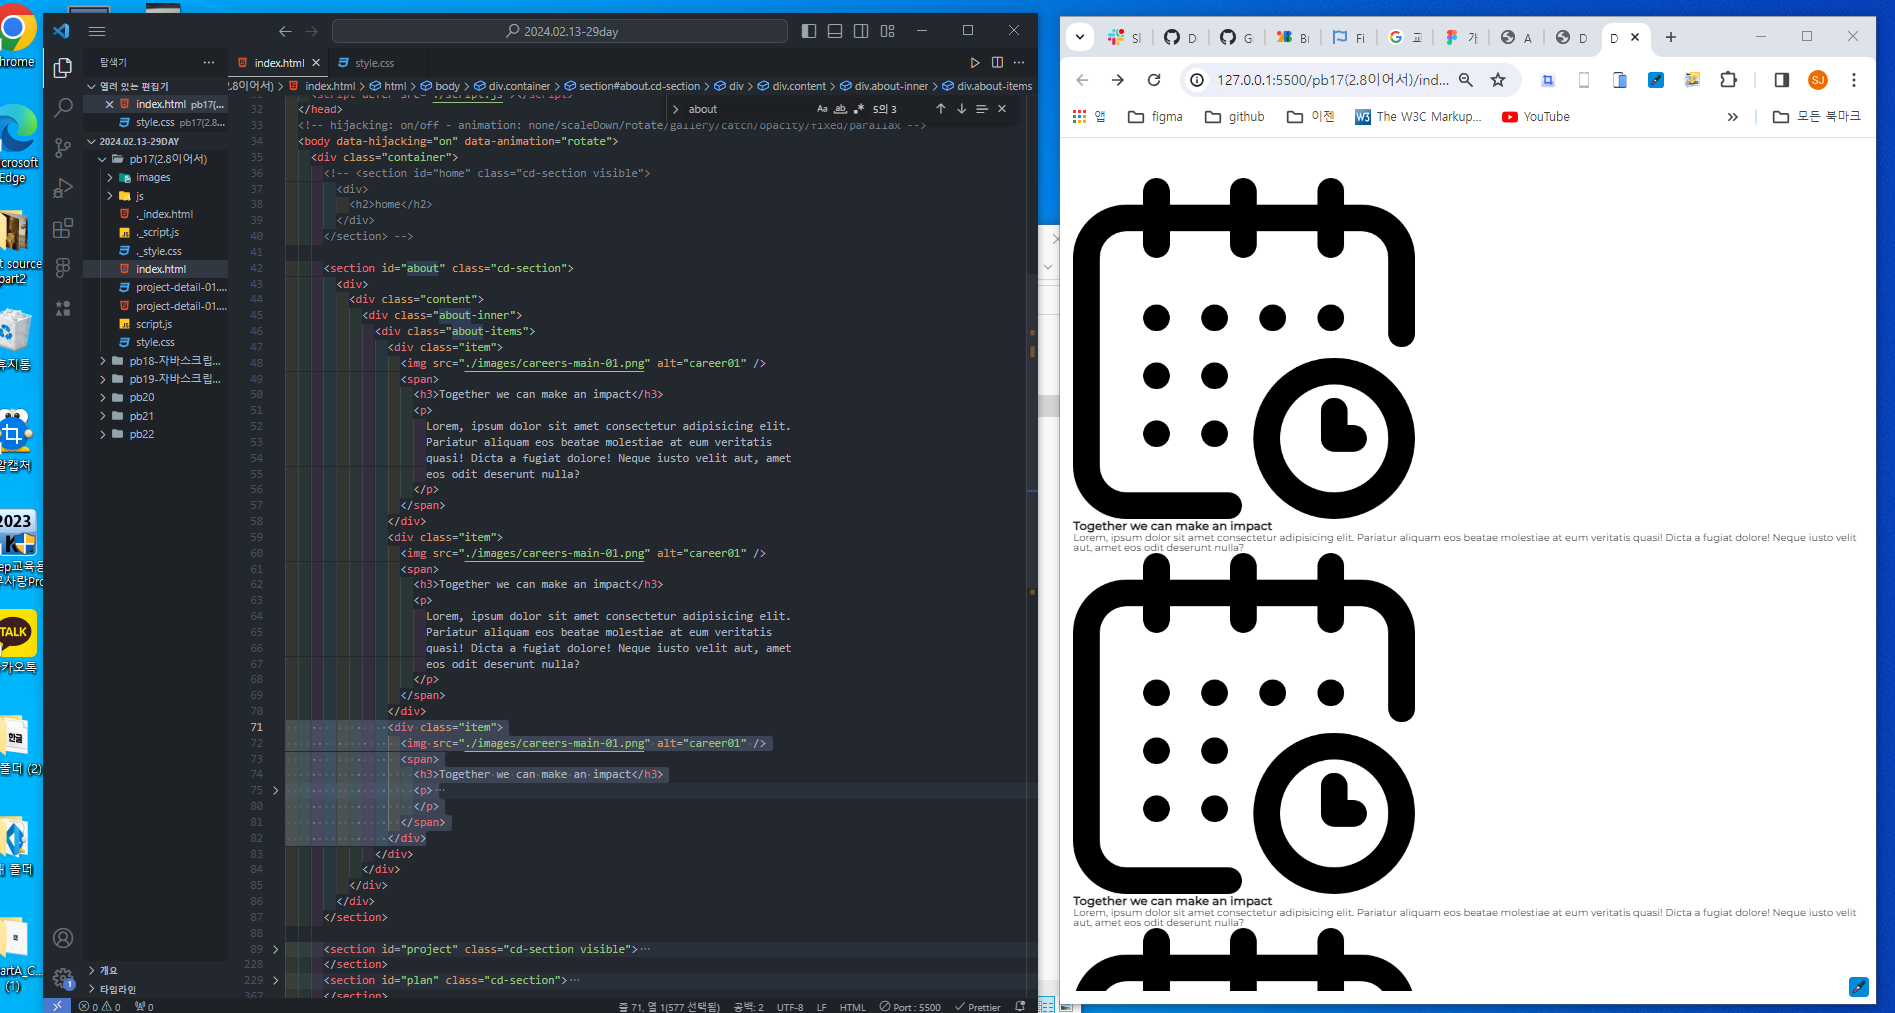 hrome
icrosoft
Edge
t source
part2
휴지통
알캡처
2023
ep교육용
무사랑Pro
TALK
카오톡
한글
폴더 (2)
새 폴더
artA_C...
(1)
2024.02.13-29day
탐색기
열려 있는 편집기
index.html pb17(...
style.css pb17(2.8...
2024.02.13-29DAY
pb17(2.8이어서)
images
js
._index.html
._script.js
._style.css
index.html
project-detail-01....
project-detail-01....
script.js
style.css
pb18-자바스크립...
pb19-자바스크립...
pb20
pb21
pb22
개요
타임라인
index.html
style.css
(2.8이어서) > index.html > html > body > div.container > section#about.cd-section > div > div.content > div.about-inner > div.about-items
about
Aa ab .* 5의 3
32 </head>
33 <!-- hijacking: on/off - animation: none/scaleDown/rotate/gallery/catch/opacity/fixed/parallax -->
34 <body data-hijacking="on" data-animation="rotate">
35 <div class="container">
36 <!-- <section id="home" class="cd-section visible">
37 <div>
38 <h2>home</h2>
39 </div>
40 </section> -->
41
42 <section id="about" class="cd-section">
43 <div>
44 <div class="content">
45 <div class="about-inner">
46 <div class="about-items">
47 <div class="item">
48 <img src="./images/careers-main-01.png" alt="career01" />
49 <span>
50 <h3>Together we can make an impact</h3>
51 <p>
52 Lorem, ipsum dolor sit amet consectetur adipisicing elit.
53 Pariatur aliquam eos beatae molestiae at eum veritatis
54 quasi! Dicta a fugiat dolore! Neque iusto velit aut, amet
55 eos odit deserunt nulla?
56 </p>
57 </span>
58 </div>
59 <div class="item">
60 <img src="./images/careers-main-01.png" alt="career01" />
61 <span>
62 <h3>Together we can make an impact</h3>
63 <p>
64 Lorem, ipsum dolor sit amet consectetur adipisicing elit.
65 Pariatur aliquam eos beatae molestiae at eum veritatis
66 quasi! Dicta a fugiat dolore! Neque iusto velit aut, amet
67 eos odit deserunt nulla?
68 </p>
69 </span>
70 </div>
71 <div class="item">
72 <img src="./images/careers-main-01.png" alt="career01" />
73 <span>
74 <h3>Together we can make an impact</h3>
75 <p>…
80 </p>
81 </span>
82 </div>
83 </div>
84 </div>
85 </div>
86 </div>
87 </section>
88
89 <section id="project" class="cd-section visible">…
228 </section>
229 <section id="plan" class="cd-section">…
367 </section>
0 0 0
줄 71, 열 1(577 선택됨) 공백: 2 UTF-8 LF HTML Port : 5500 Prettier
Sl D G Bı Fi 교 가 A D D
127.0.0.1:5500/pb17(2.8이어서)/ind...
SJ
앱 figma github 이젠 The W3C Markup... YouTube » 모든 북마크
Together we can make an impact
Lorem, ipsum dolor sit amet consectetur adipisicing elit. Pariatur aliquam eos beatae molestiae at eum veritatis quasi! Dicta a fugiat dolore! Neque iusto velit
aut, amet eos odit deserunt nulla?
Together we can make an impact
Lorem, ipsum dolor sit amet consectetur adipisicing elit. Pariatur aliquam eos beatae molestiae at eum veritatis quasi! Dicta a fugiat dolore! Neque iusto velit
aut, amet eos odit deserunt nulla?